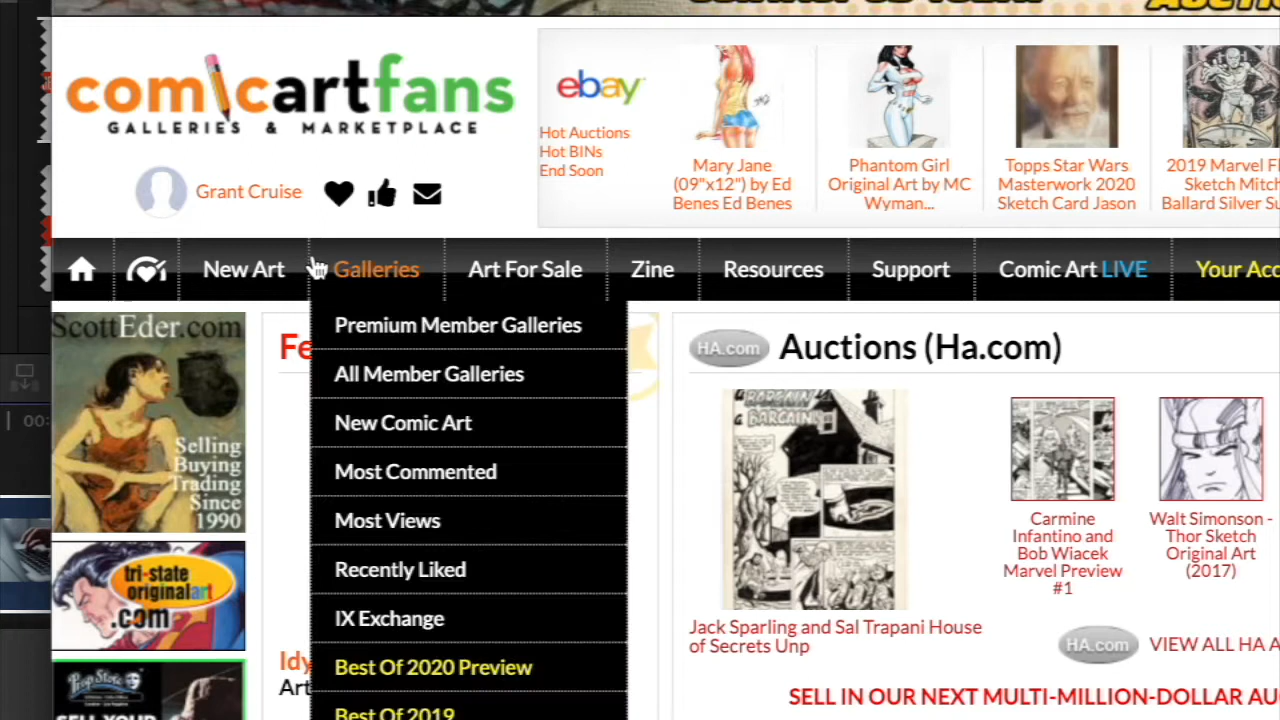 comicartfans
GALLERIES & MARKETPLACE
Grant Cruise
ebay
Hot Auctions
Hot BINs
End Soon
Mary Jane
(09"x12") by Ed
Benes Ed Benes
Phantom Girl
Original Art by MC
Wyman...
Topps Star Wars
Masterwork 2020
Sketch Card Jason
2019 Marvel
Sketch Mitch
Ballard Silver
New Art
Galleries
Art For Sale
Zine
Resources
Support
Comic Art LIVE
Your
Premium Member Galleries
All Member Galleries
New Comic Art
Most Commented
Most Views
Recently Liked
IX Exchange
Best Of 2020 Preview
Best Of 2019
ScottEder.com
Selling
Buying
Trading
Since
1990
tri-state
originalart
.com
SELL YOUR
Art
HA.com
Auctions (Ha.com)
BARGAIN
BARGAIN!
Jack Sparling and Sal Trapani House
of Secrets Unp
Carmine
Infantino and
Bob Wiacek
Marvel Preview
#1
Walt Simonson -
Thor Sketch
Original Art
(2017)
HA.com
VIEW ALL HA
SELL IN OUR NEXT MULTI-MILLION-DOLLAR
00: